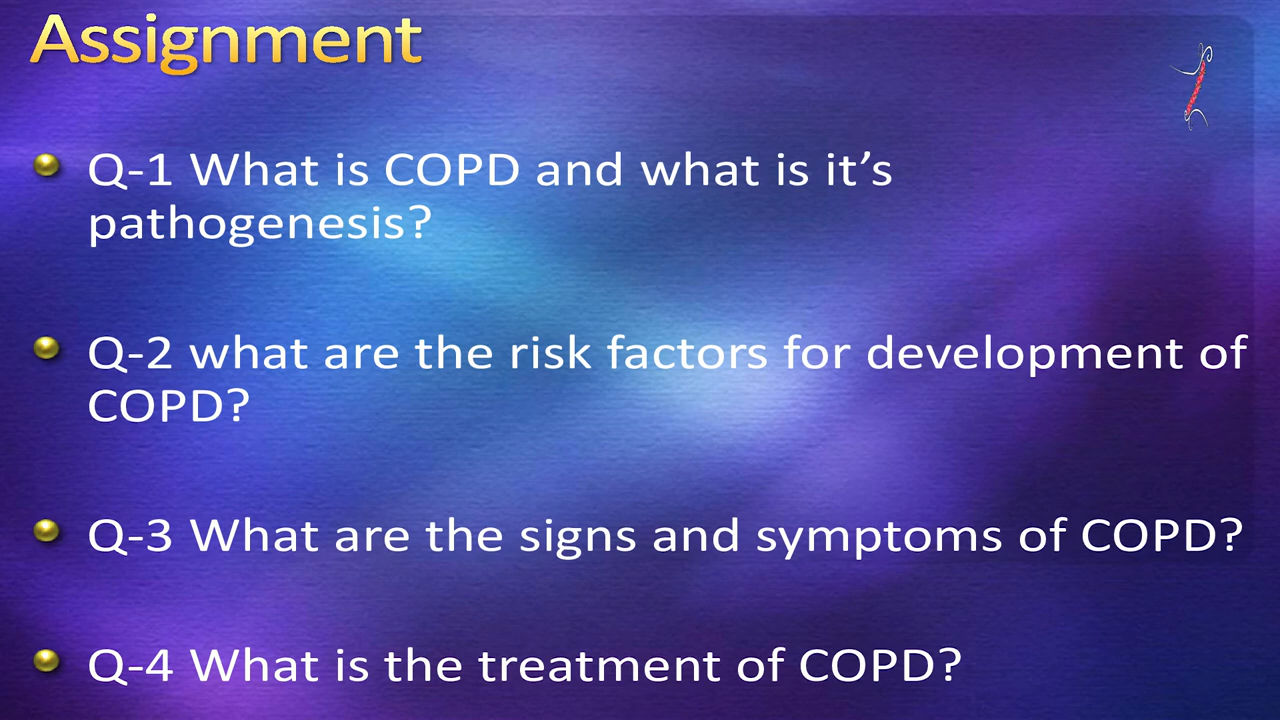 Assignment
Q-1 What is COPD and what is it’s
pathogenesis?
Q-2 what are the risk factors for development of
COPD?
Q-3 What are the signs and symptoms of COPD?
Q-4 What is the treatment of COPD?